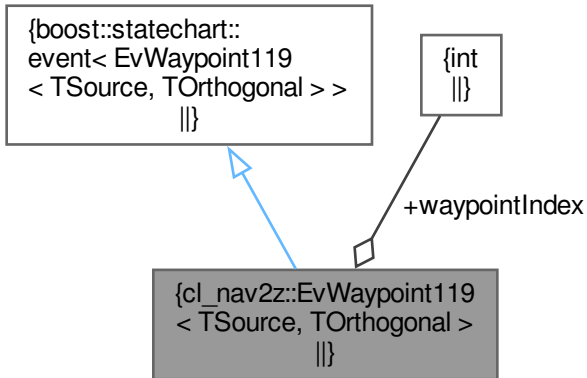 {boost::statechart::
event< EvWaypoint119
< TSource, TOrthogonal > >
||}
{int
||}
+waypointIndex
{cl_nav2z::EvWaypoint119
< TSource, TOrthogonal >
||}